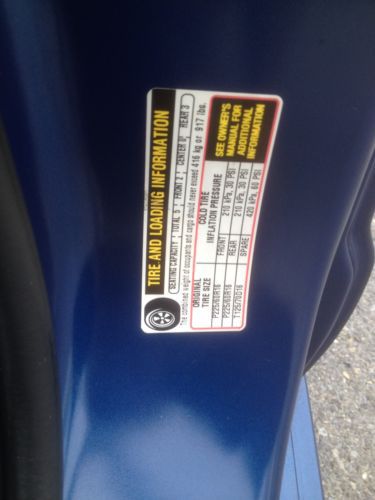 TIRE AND LOADING INFORMATION
SEATING CAPACITY TOTAL 5 FRONT 2 CENTER 0 REAR 3
The combined weight of occupants and cargo should never exceed 416 kg or 917 lbs.
ORIGINAL TIRE SIZE
COLD TIRE INFLATION PRESSURE
P225/60R16 FRONT 210 kPa, 30 PSI
P225/60R16 REAR 210 kPa, 30 PSI
T125/70D16 SPARE 420 kPa, 60 PSI
SEE OWNER'S
MANUAL FOR
ADDITIONAL
INFORMATION